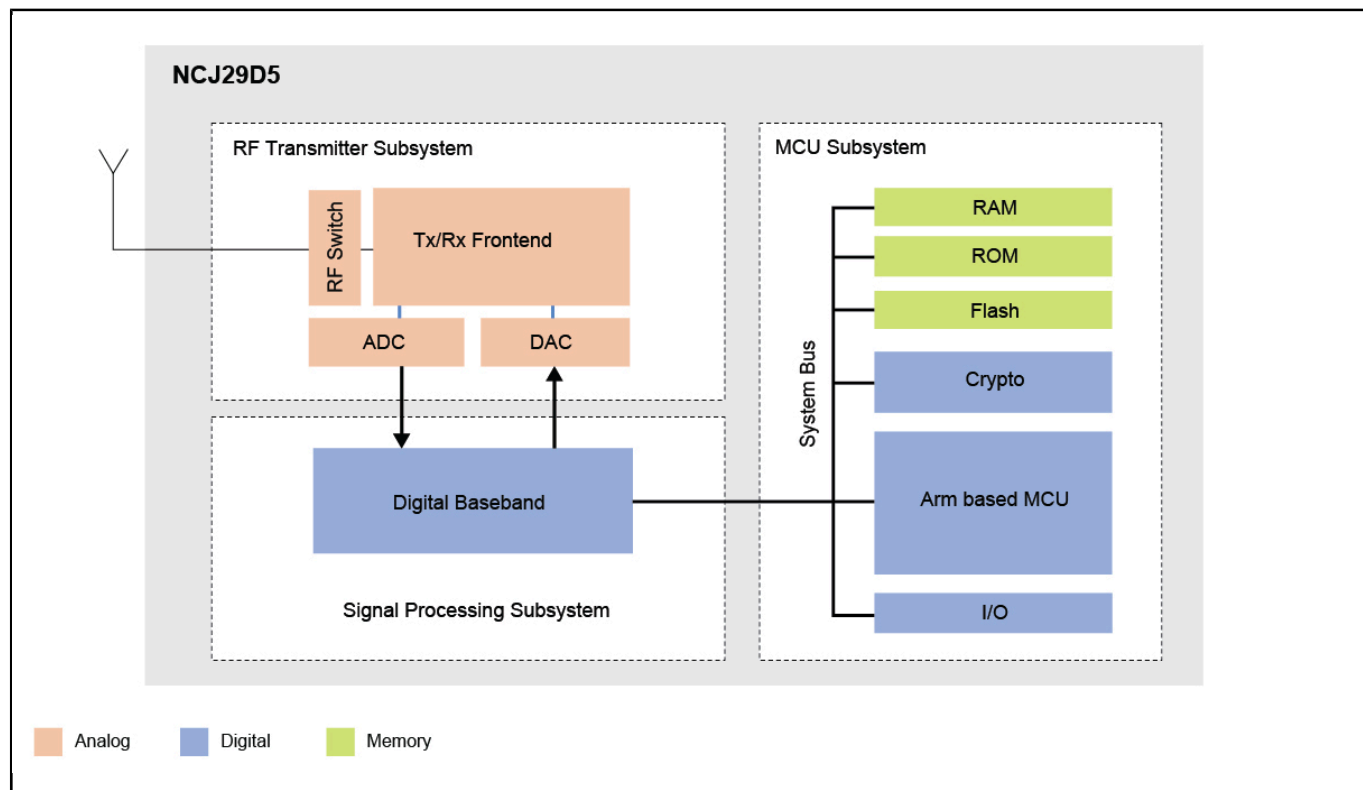 NCJ29D5
RF Transmitter Subsystem
RF Switch
Tx/Rx Frontend
ADC
DAC
Digital Baseband
Signal Processing Subsystem
MCU Subsystem
System Bus
RAM
ROM
Flash
Crypto
Arm based MCU
I/O
Analog
Digital
Memory